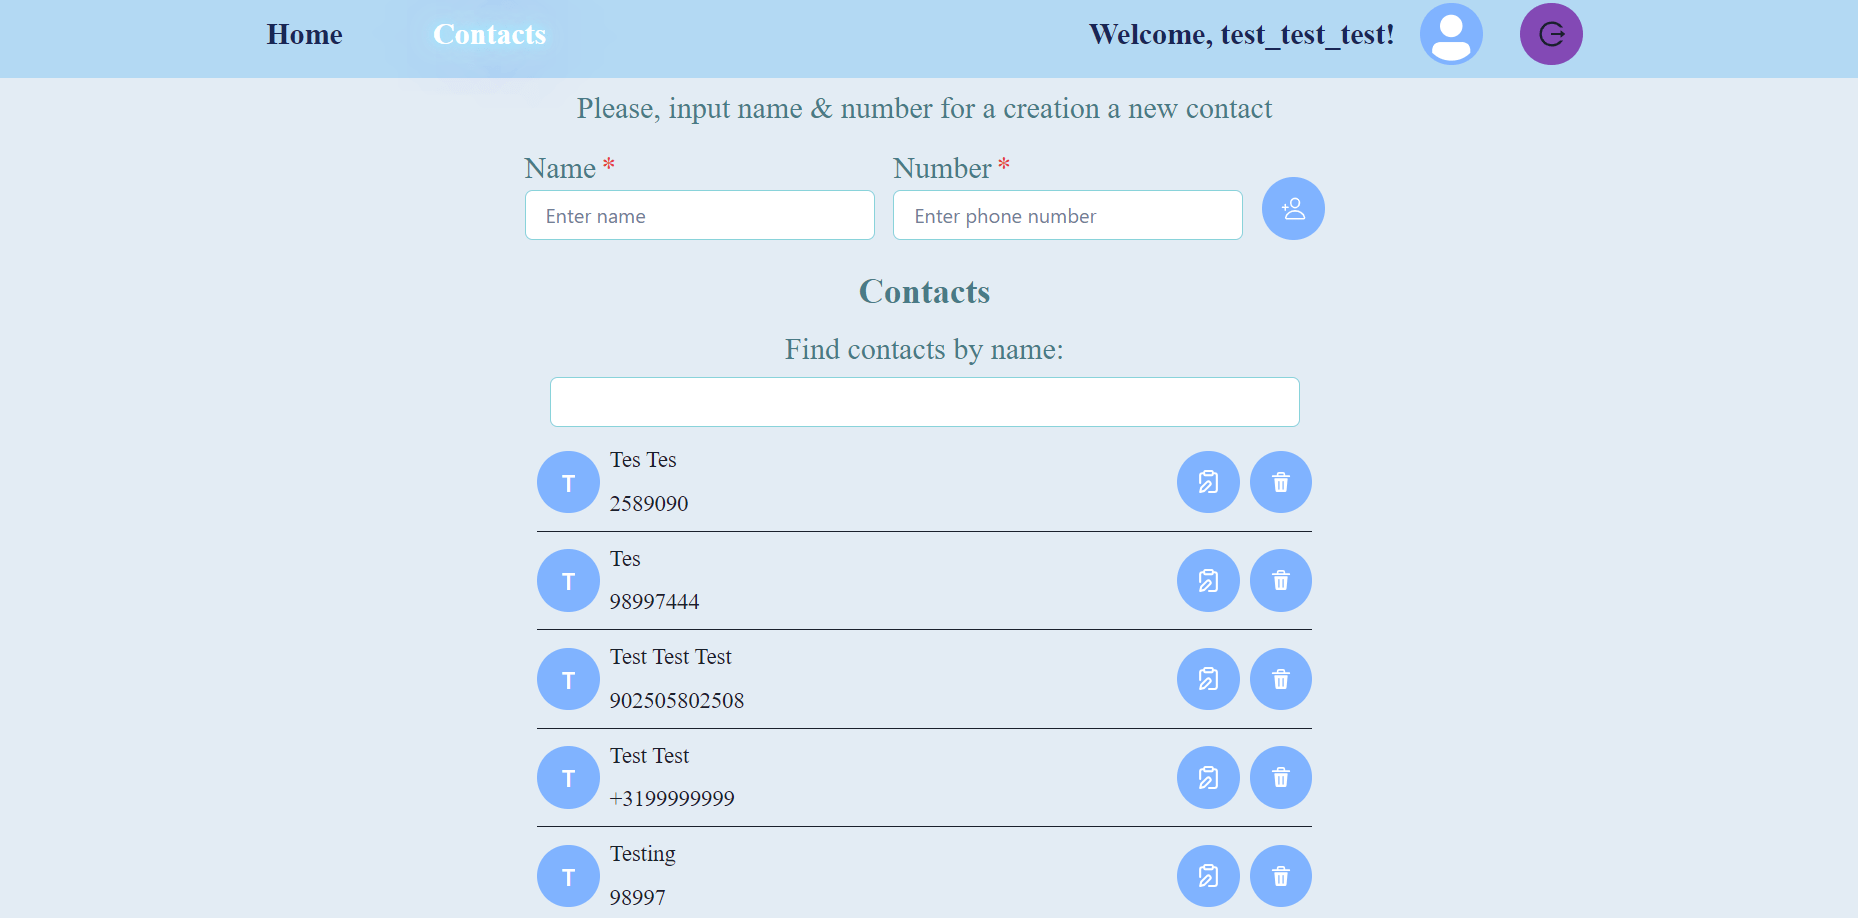 Home Contacts Welcome, test_test_test!
Please, input name & number for a creation a new contact
Name * Number *
Enter name Enter phone number
Contacts
Find contacts by name:
T Tes Tes
2589090
T Tes
98997444
T Test Test Test
902505802508
T Test Test
+3199999999
T Testing
98997